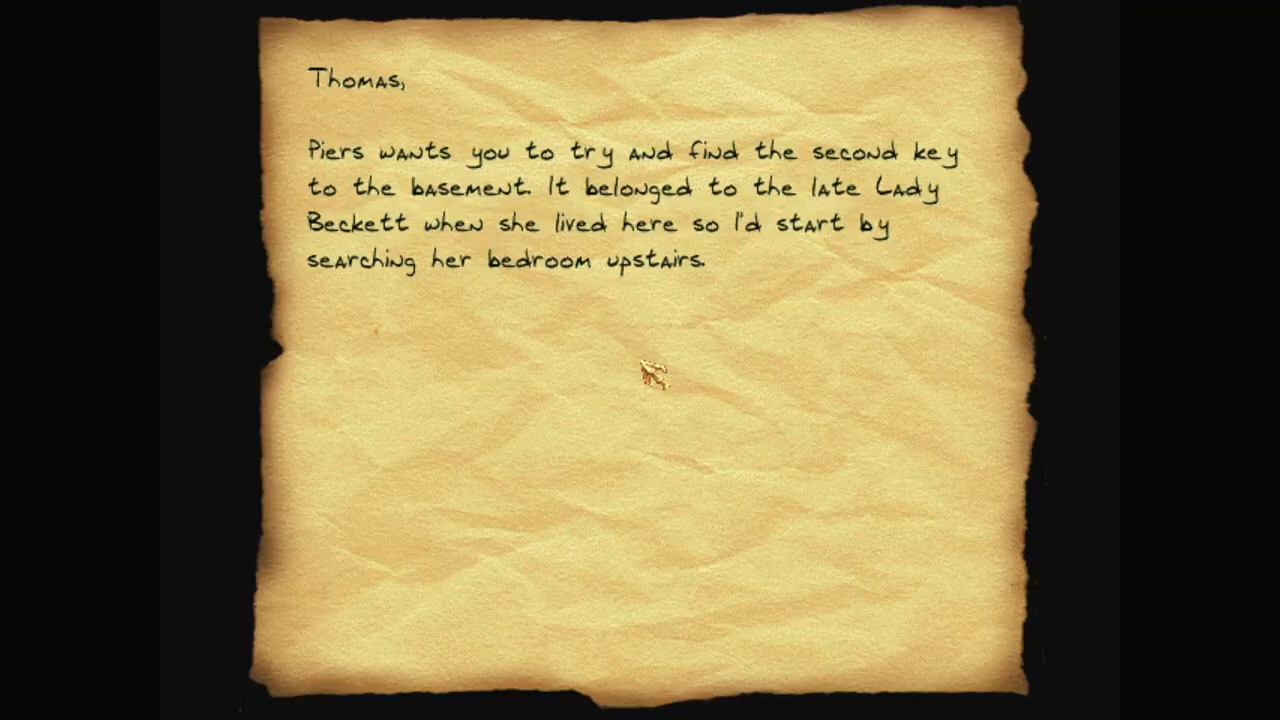 Thomas,
Piers wants you to try and find the second key
to the basement. It belonged to the late Lady
Beckett when she lived here so I'd start by
searching her bedroom upstairs.